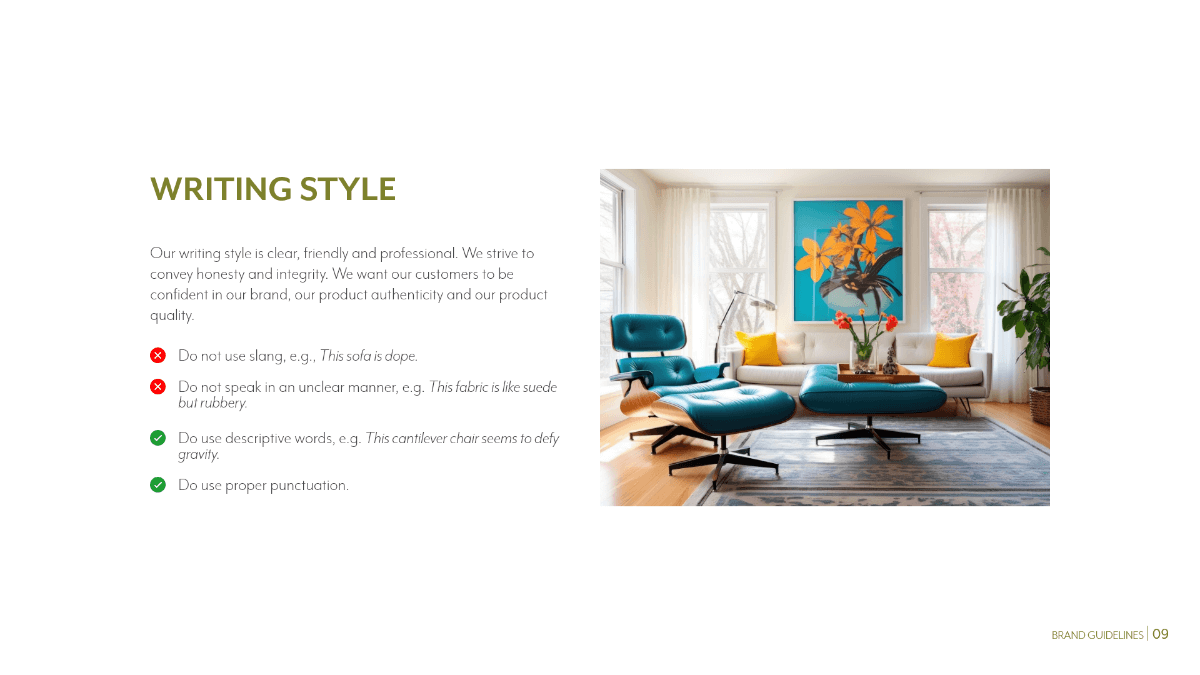 WRITING STYLE
Our writing style is clear, friendly and professional. We strive to
convey honesty and integrity. We want our customers to be
confident in our brand, our product authenticity and our product
quality.
Do not use slang, e.g., This sofa is dope.
Do not speak in an unclear manner, e.g. This fabric is like suede
but rubbery.
Do use descriptive words, e.g. This cantilever chair seems to defy
gravity.
Do use proper punctuation.
BRAND GUIDELINES | 09